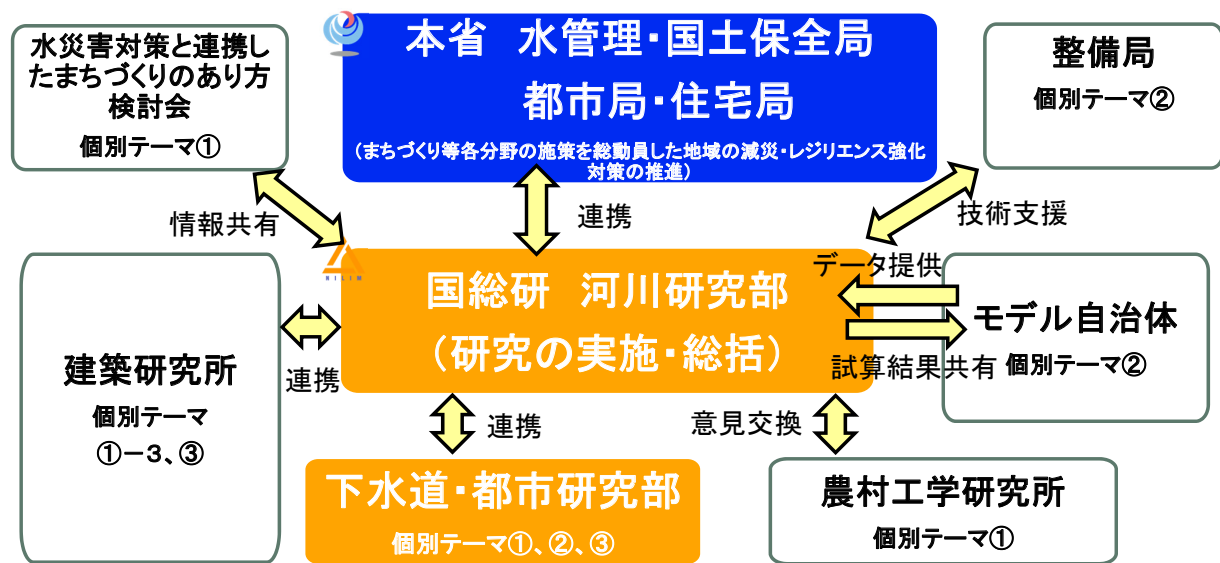 水災害対策と連携し
たまちづくりのあり方
検討会
個別テーマ①
本省 水管理・国土保全局
都市局・住宅局
(まちづくり等各分野の施策を総動員した地域の減災・レジリエンス強化
対策の推進)
整備局
個別テーマ②
情報共有
連携
技術支援
NILIM
国総研 河川研究部
(研究の実施・総括)
データ提供
モデル自治体
個別テーマ②
試算結果共有
建築研究所
個別テーマ
①-3、③
連携
連携
意見交換
下水道・都市研究部
個別テーマ①、②、③
農村工学研究所
個別テーマ①